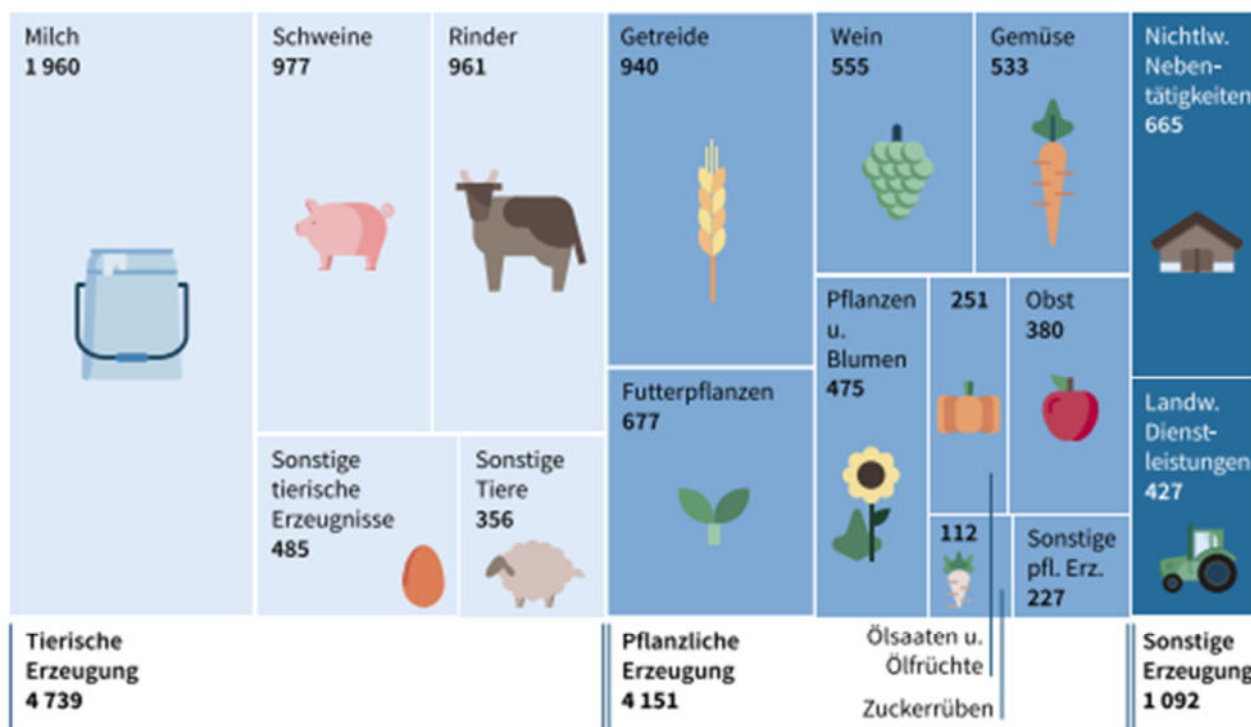 Milch
1 960
Schweine
977
Rinder
961
Getreide
940
Wein
555
Gemüse
533
Nichtlw.
Neben-
tätigkeiten
665
Pflanzen
u.
Blumen
475
251
Obst
380
Futterpflanzen
677
Landw.
Dienst-
leistungen
427
Sonstige
tierische
Erzeugnisse
485
Sonstige
Tiere
356
112
Sonstige
pfl. Erz.
227
Ölsaaten u.
Ölfrüchte
Zuckerrüben
Tierische
Erzeugung
4 739
Pflanzliche
Erzeugung
4 151
Sonstige
Erzeugung
1 092